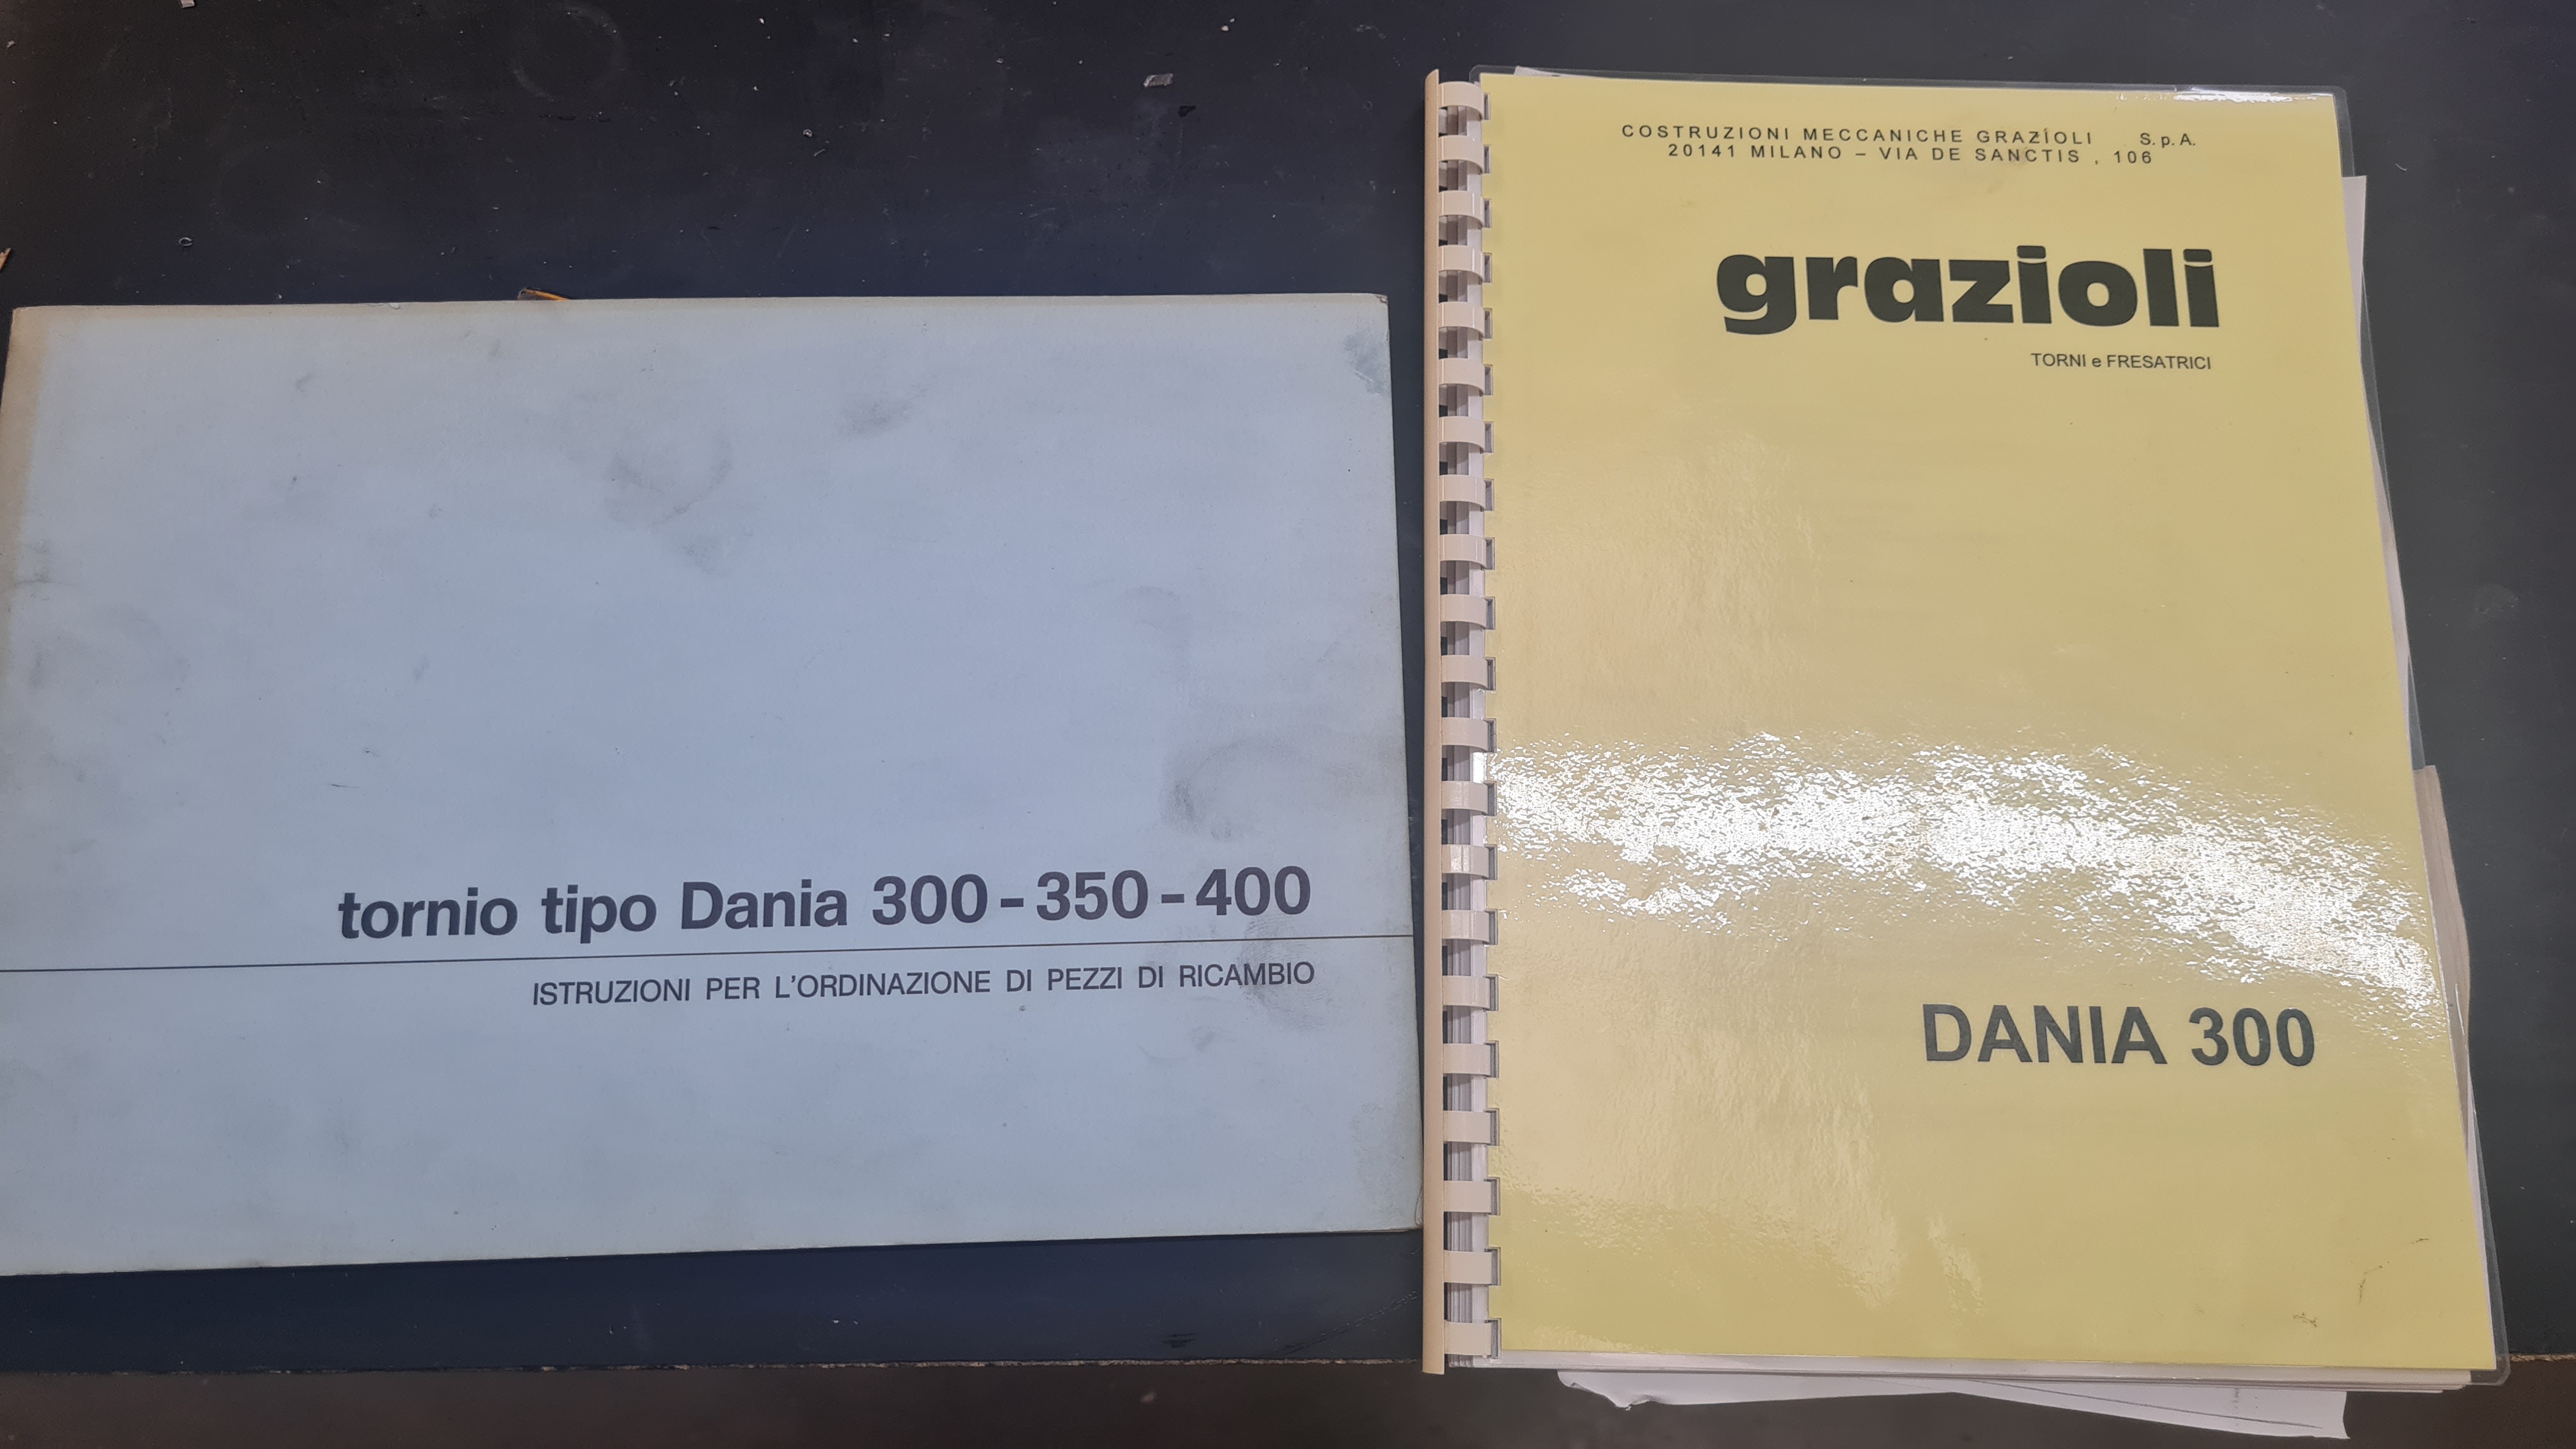 tornio tipo Dania 300-350-400
ISTRUZIONI PER L'ORDINAZIONE DI PEZZI DI RICAMBIO
COSTRUZIONI MECCANICHE GRAZIOLI S.p.A.
20141 MILANO – VIA DE SANCTIS , 106
grazioli
TORNI e FRESATRICI
DANIA 300